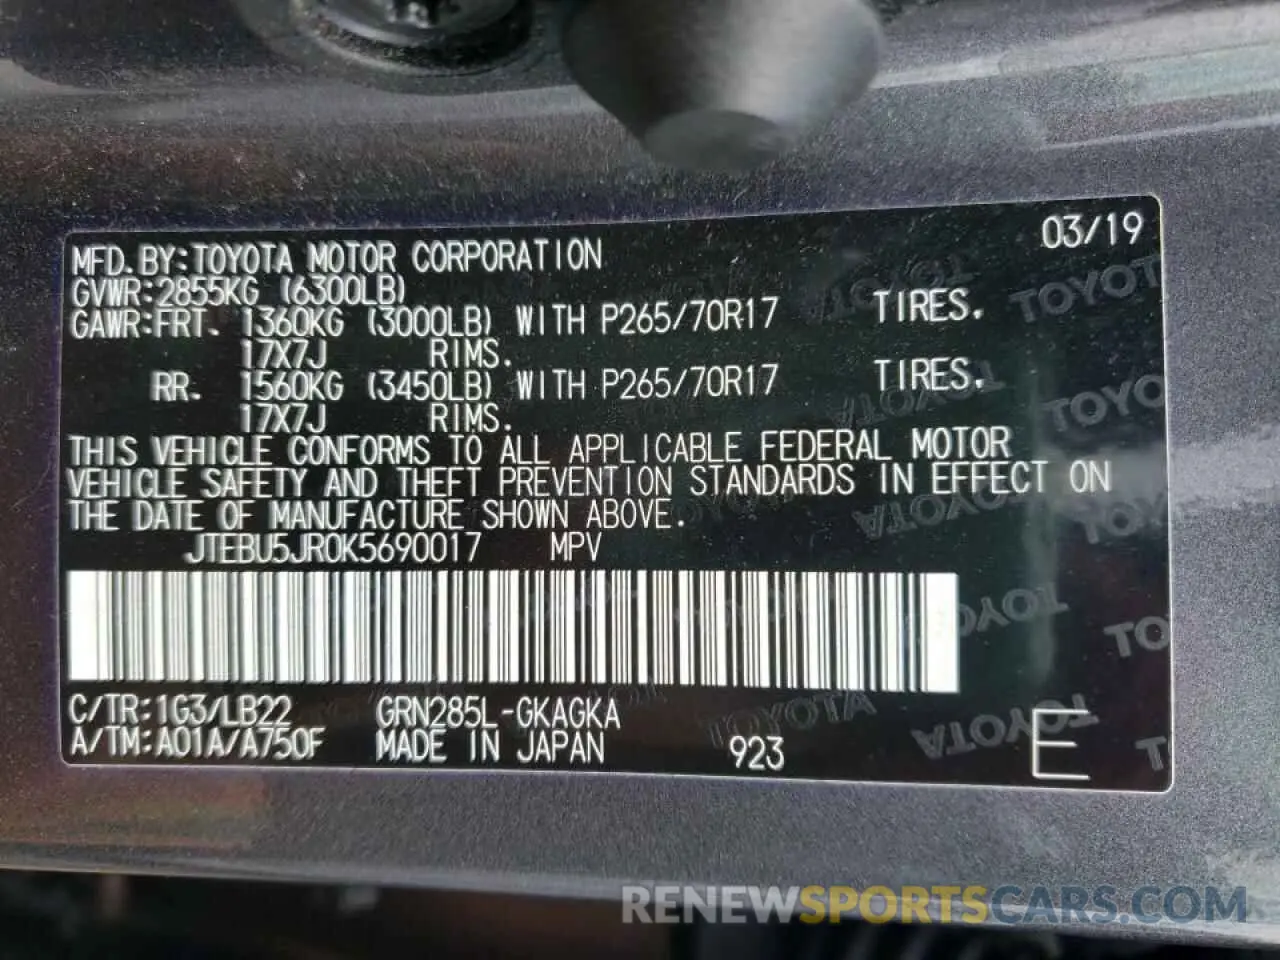 03/19
MFD.BY:TOYOTA MOTOR CORPORATION
GVWR:2855KG (6300LB)
GAWR:FRT. 1360KG (3000LB) WITH P265/70R17 TIRES.
17X7J RIMS.
RR. 1560KG (3450LB) WITH P265/70R17 TIRES.
17X7J RIMS.
THIS VEHICLE CONFORMS TO ALL APPLICABLE FEDERAL MOTOR
VEHICLE SAFETY AND THEFT PREVENTION STANDARDS IN EFFECT ON
THE DATE OF MANUFACTURE SHOWN ABOVE.
JTEBU5JR0K5690017 MPV
C/TR:1G3/LB22 GRN285L-GKAGKA
A/TM:A01A/A750F MADE IN JAPAN 923 E
TOYOTA
RENEWSPORTSCARS.COM